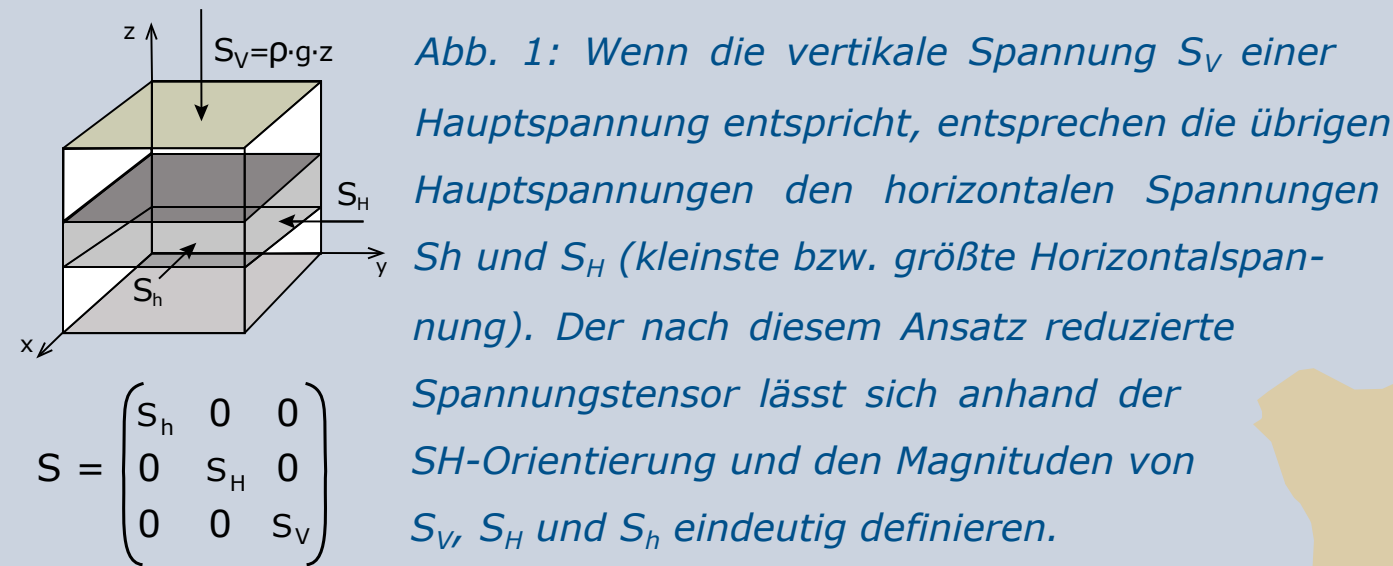 z
S_V=ρ·g·z
S_H
y
S_h
x
S = ( S_h 0 0
0 S_H 0
0 0 S_V )
Abb. 1: Wenn die vertikale Spannung S_V einer
Hauptspannung entspricht, entsprechen die übrigen
Hauptspannungen den horizontalen Spannungen
Sh und S_H (kleinste bzw. größte Horizontalspan-
nung). Der nach diesem Ansatz reduzierte
Spannungstensor lässt sich anhand der
SH-Orientierung und den Magnituden von
S_V, S_H und S_h eindeutig definieren.